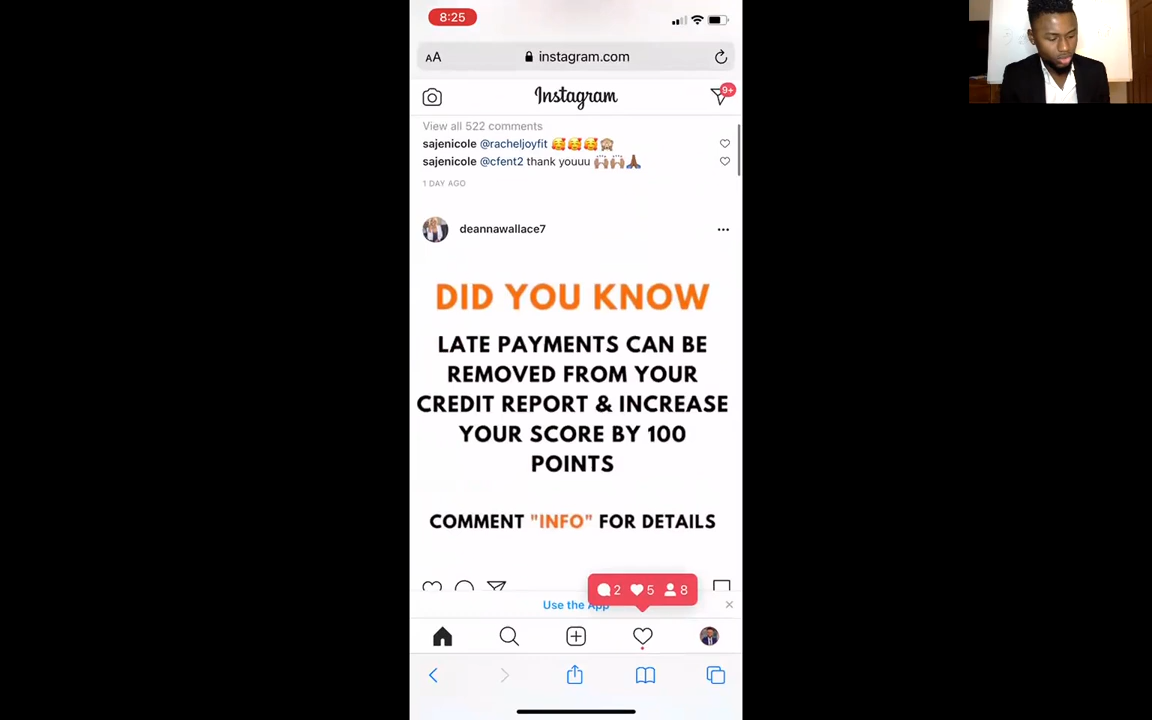 8:25
AA
instagram.com
Instagram
9+
View all 522 comments
sajenicole @racheljoyfit 🥰🥰🥰🙈
sajenicole @cfent2 thank youuu 🙌🏽🙌🏽🙏🏾
1 DAY AGO
deannawallace7
DID YOU KNOW
LATE PAYMENTS CAN BE
REMOVED FROM YOUR
CREDIT REPORT & INCREASE
YOUR SCORE BY 100
POINTS
COMMENT "INFO" FOR DETAILS
2 5 8
Use the App